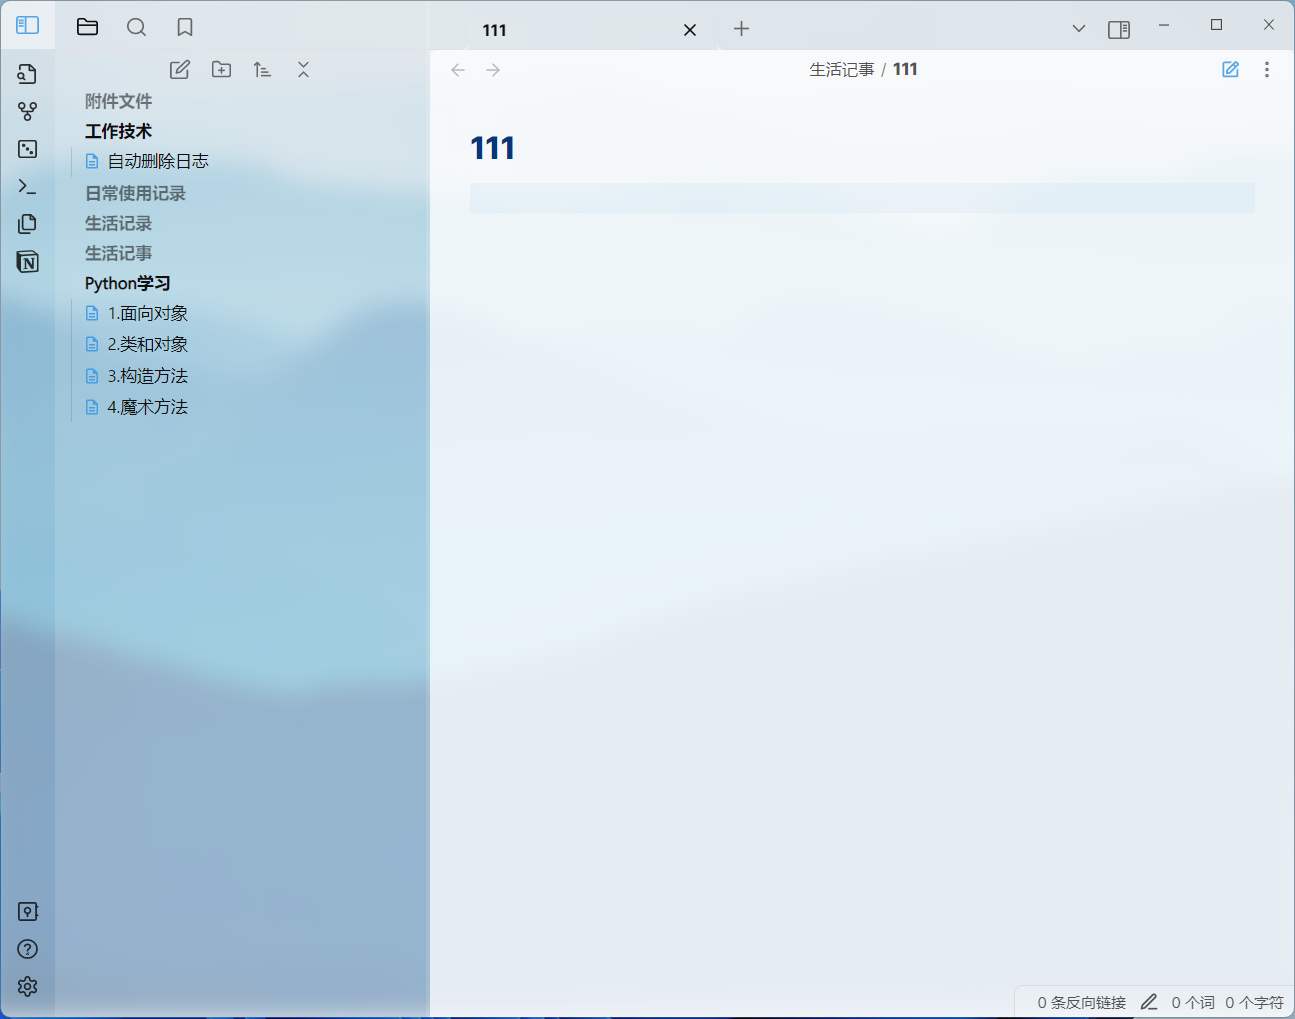 111
生活记事 / 111
附件文件
工作技术
自动删除日志
日常使用记录
生活记录
生活记事
Python学习
1.面向对象
2.类和对象
3.构造方法
4.魔术方法
111
N
0 条反向链接 0 个词 0 个字符